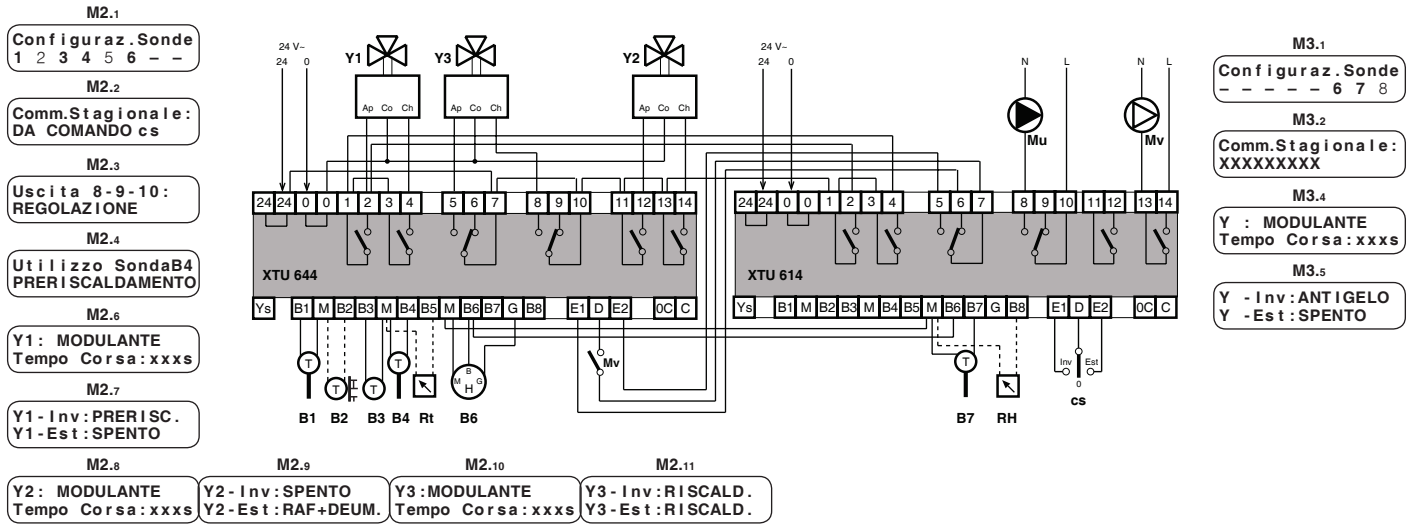 M2.1
Configuraz.Sonde
1 2 3 4 5 6 – –
M2.2
Comm.Stagionale:
DA COMANDO cs
M2.3
Uscita 8-9-10:
REGOLAZIONE
M2.4
Utilizzo SondaB4
PRERISCALDAMENTO
M2.6
Y1: MODULANTE
Tempo Corsa:xxxs
M2.7
Y1-Inv:PRERISC.
Y1-Est:SPENTO
M2.8
Y2: MODULANTE
Tempo Corsa:xxxs
M2.9
Y2-Inv:SPENTO
Y2-Est:RAF+DEUM.
M2.10
Y3:MODULANTE
Tempo Corsa:xxxs
M2.11
Y3-Inv:RISCALD.
Y3-Est:RISCALD.
24 V~
24 0
Y1
Ap Co Ch
Y3
Ap Co Ch
Y2
Ap Co Ch
24 V~
24 0
N L
Mu
N L
Mv
24 24 0 0 1 2 3 4 5 6 7 8 9 10 11 12 13 14
XTU 644
Ys B1 M B2 B3 M B4 B5 M B6 B7 G B8 E1 D E2 0C C
24 24 0 0 1 2 3 4 5 6 7 8 9 10 11 12 13 14
XTU 614
Ys B1 M B2 B3 M B4 B5 M B6 B7 G B8 E1 D E2 0C C
T T T T
M B G
H
Mv
T
Inv Est
0
B1 B2 B3 B4 Rt B6
B7 RH cs
M3.1
Configuraz.Sonde
– – – – – 6 7 8
M3.2
Comm.Stagionale:
XXXXXXXXX
M3.4
Y : MODULANTE
Tempo Corsa:xxxs
M3.5
Y -Inv:ANTIGELO
Y -Est:SPENTO